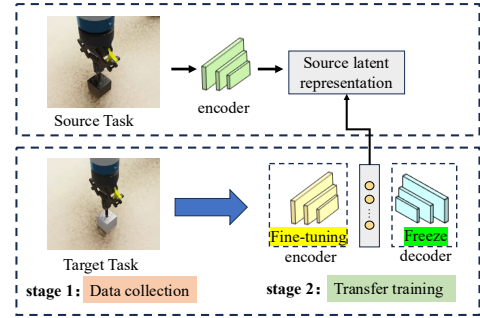 Source Task
encoder
Source latent
representation
Target Task
Fine-tuning
encoder
Freeze
decoder
stage 1: Data collection
stage 2: Transfer training